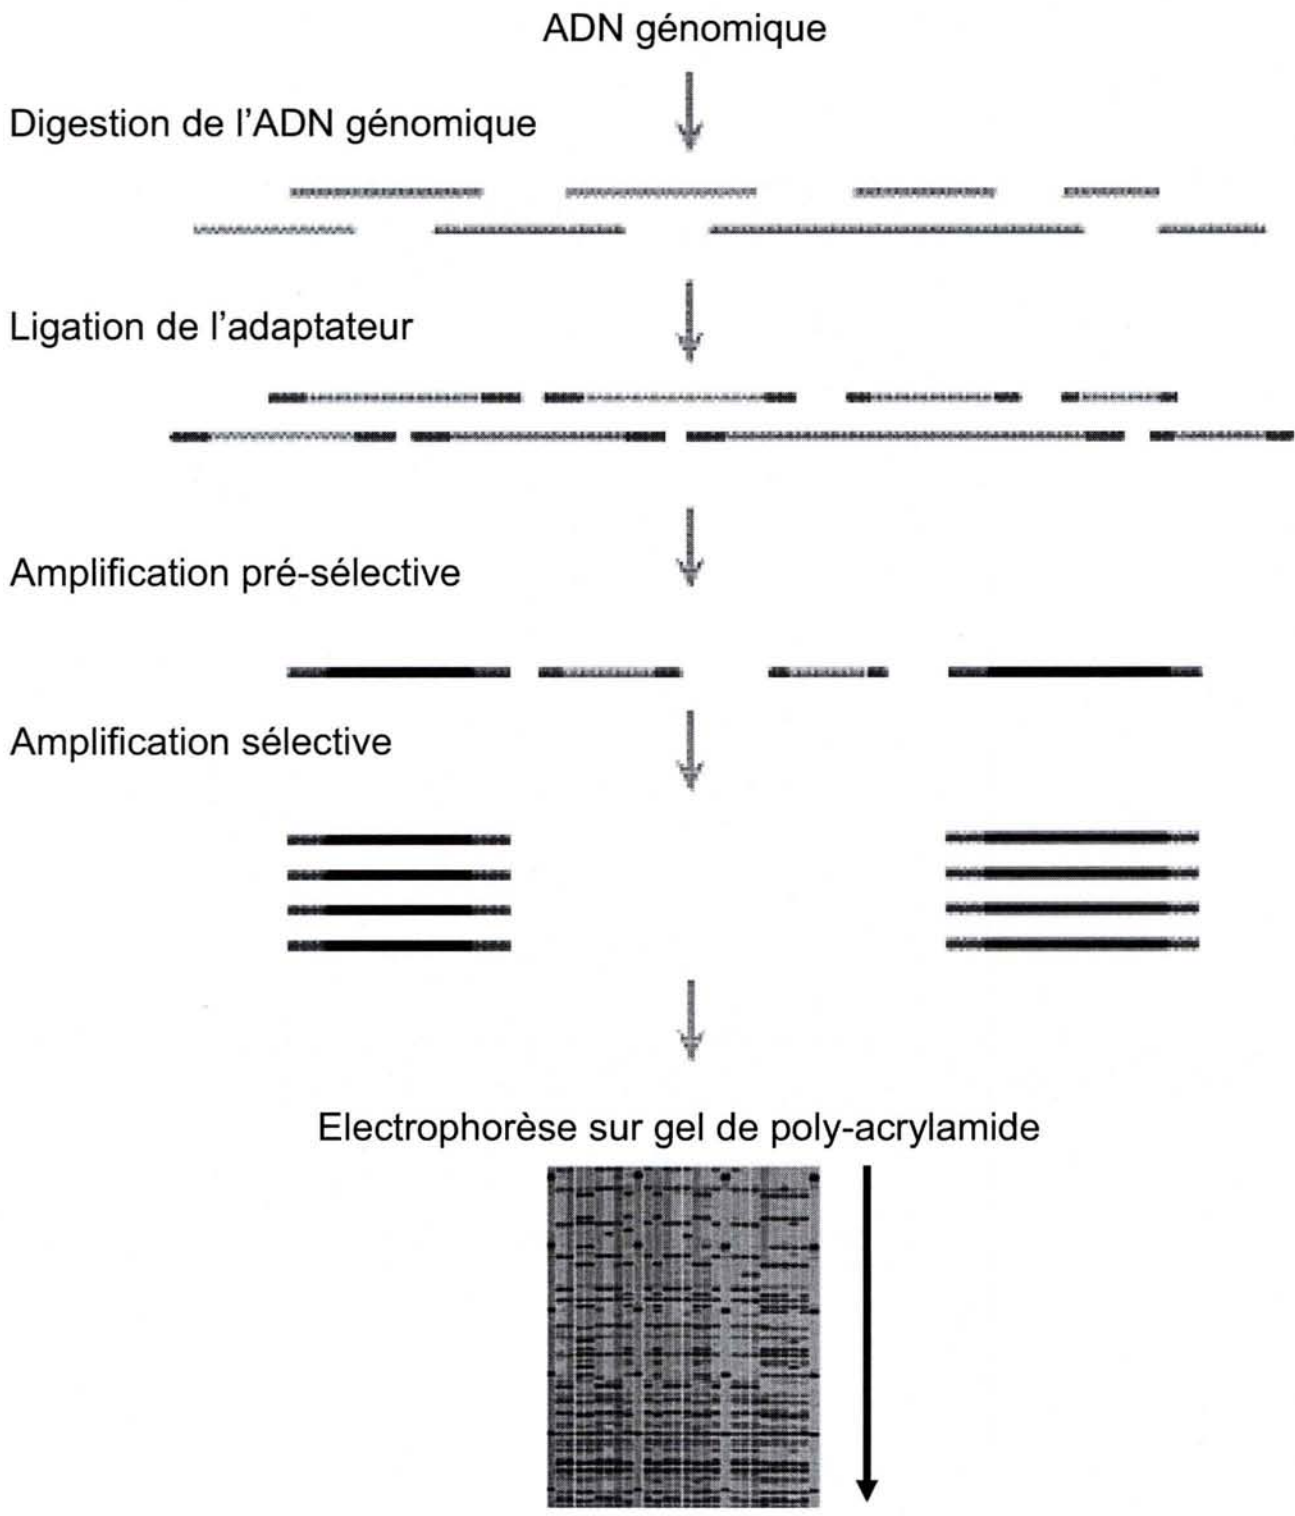 ADN génomique
Digestion de l'ADN génomique
Ligation de l'adaptateur
Amplification pré-sélective
Amplification sélective
Electrophorèse sur gel de poly-acrylamide